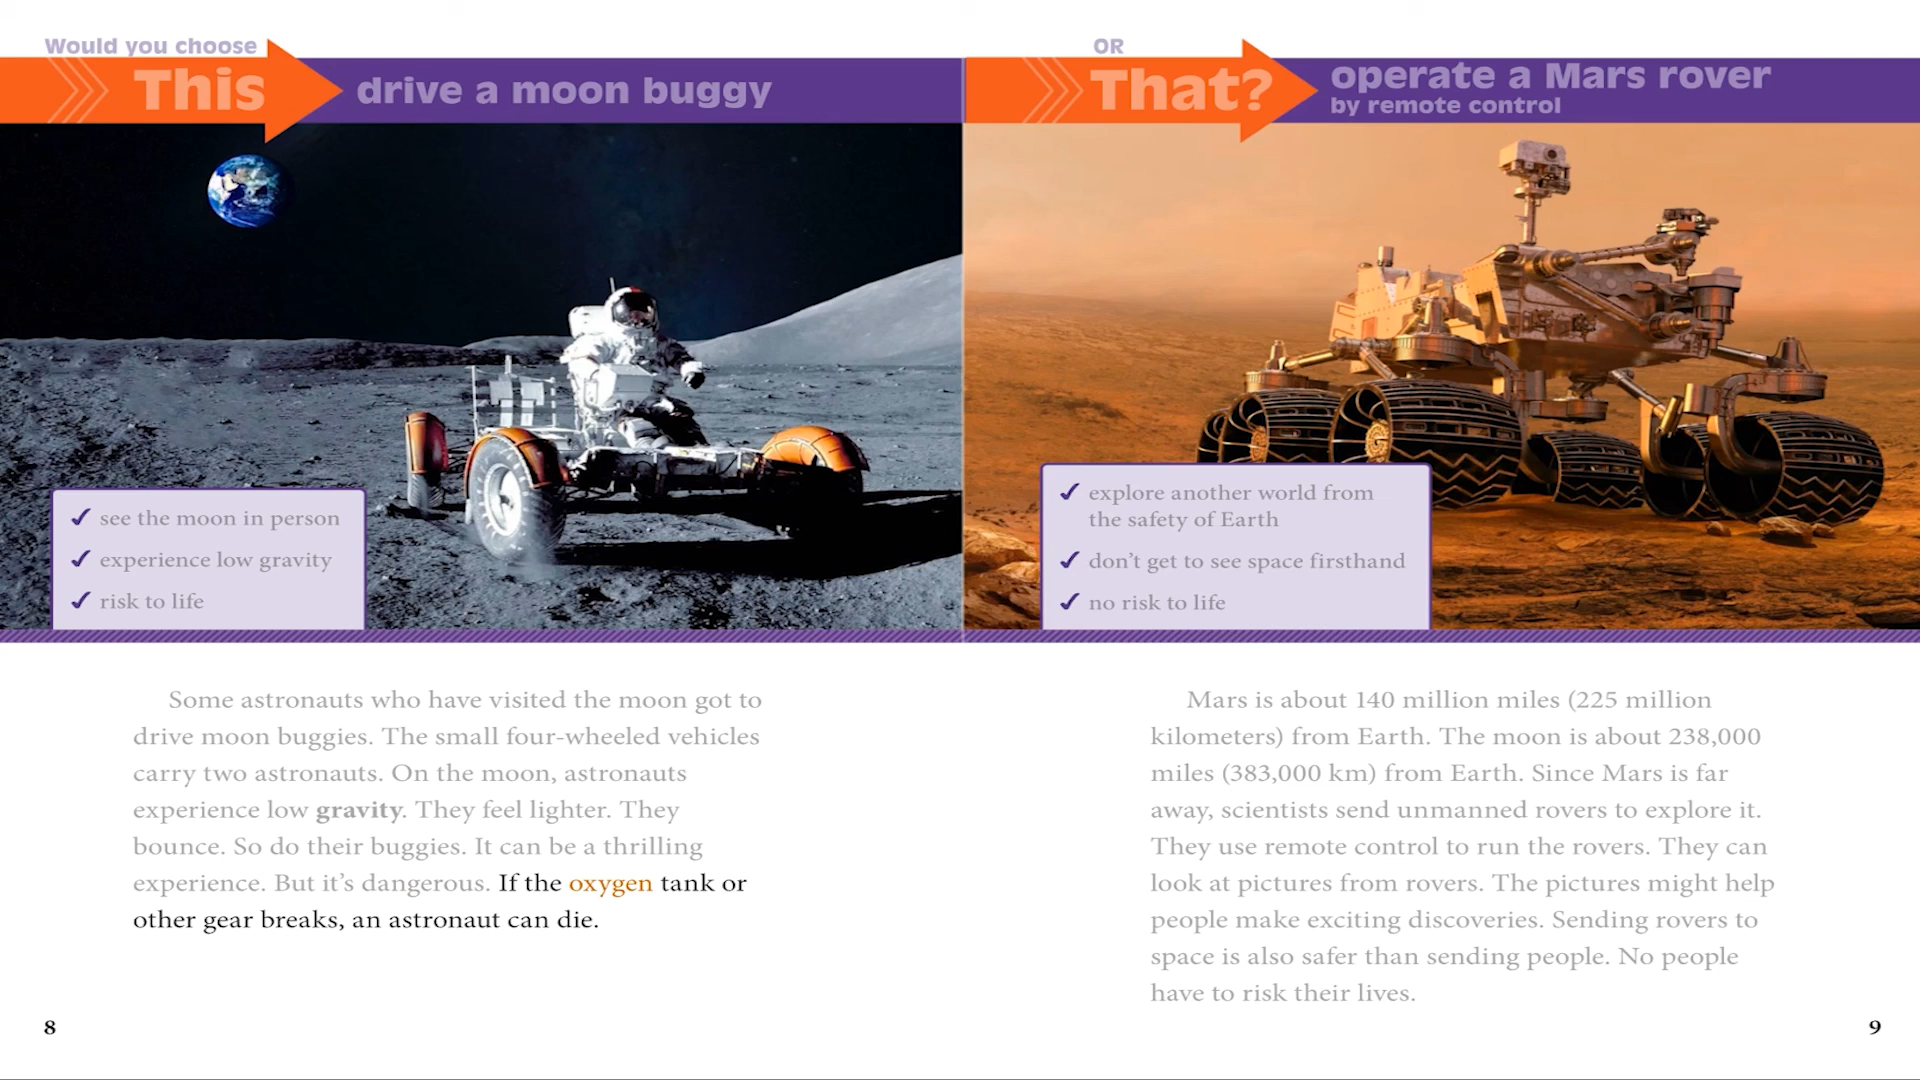 Would you choose
This
drive a moon buggy
✓ see the moon in person
✓ experience low gravity
✓ risk to life
Some astronauts who have visited the moon got to
drive moon buggies. The small four-wheeled vehicles
carry two astronauts. On the moon, astronauts
experience low gravity. They feel lighter. They
bounce. So do their buggies. It can be a thrilling
experience. But it’s dangerous. If the oxygen tank or
other gear breaks, an astronaut can die.
8
OR
That?
operate a Mars rover
by remote control
✓ explore another world from
the safety of Earth
✓ don’t get to see space firsthand
✓ no risk to life
Mars is about 140 million miles (225 million
kilometers) from Earth. The moon is about 238,000
miles (383,000 km) from Earth. Since Mars is far
away, scientists send unmanned rovers to explore it.
They use remote control to run the rovers. They can
look at pictures from rovers. The pictures might help
people make exciting discoveries. Sending rovers to
space is also safer than sending people. No people
have to risk their lives.
9